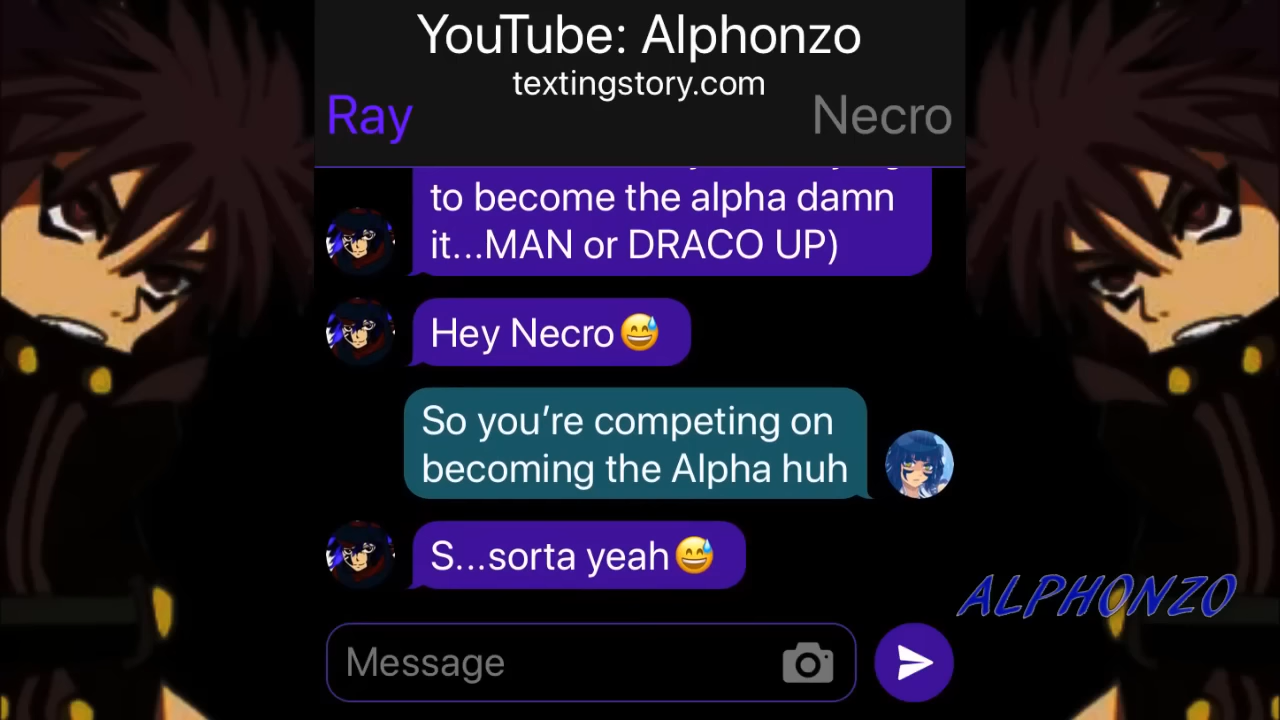 YouTube: Alphonzo
textingstory.com
Ray
Necro
to become the alpha damn
it...MAN or DRACO UP)
Hey Necro😅
So you’re competing on
becoming the Alpha huh
S...sorta yeah😅
ALPHONZO
Message